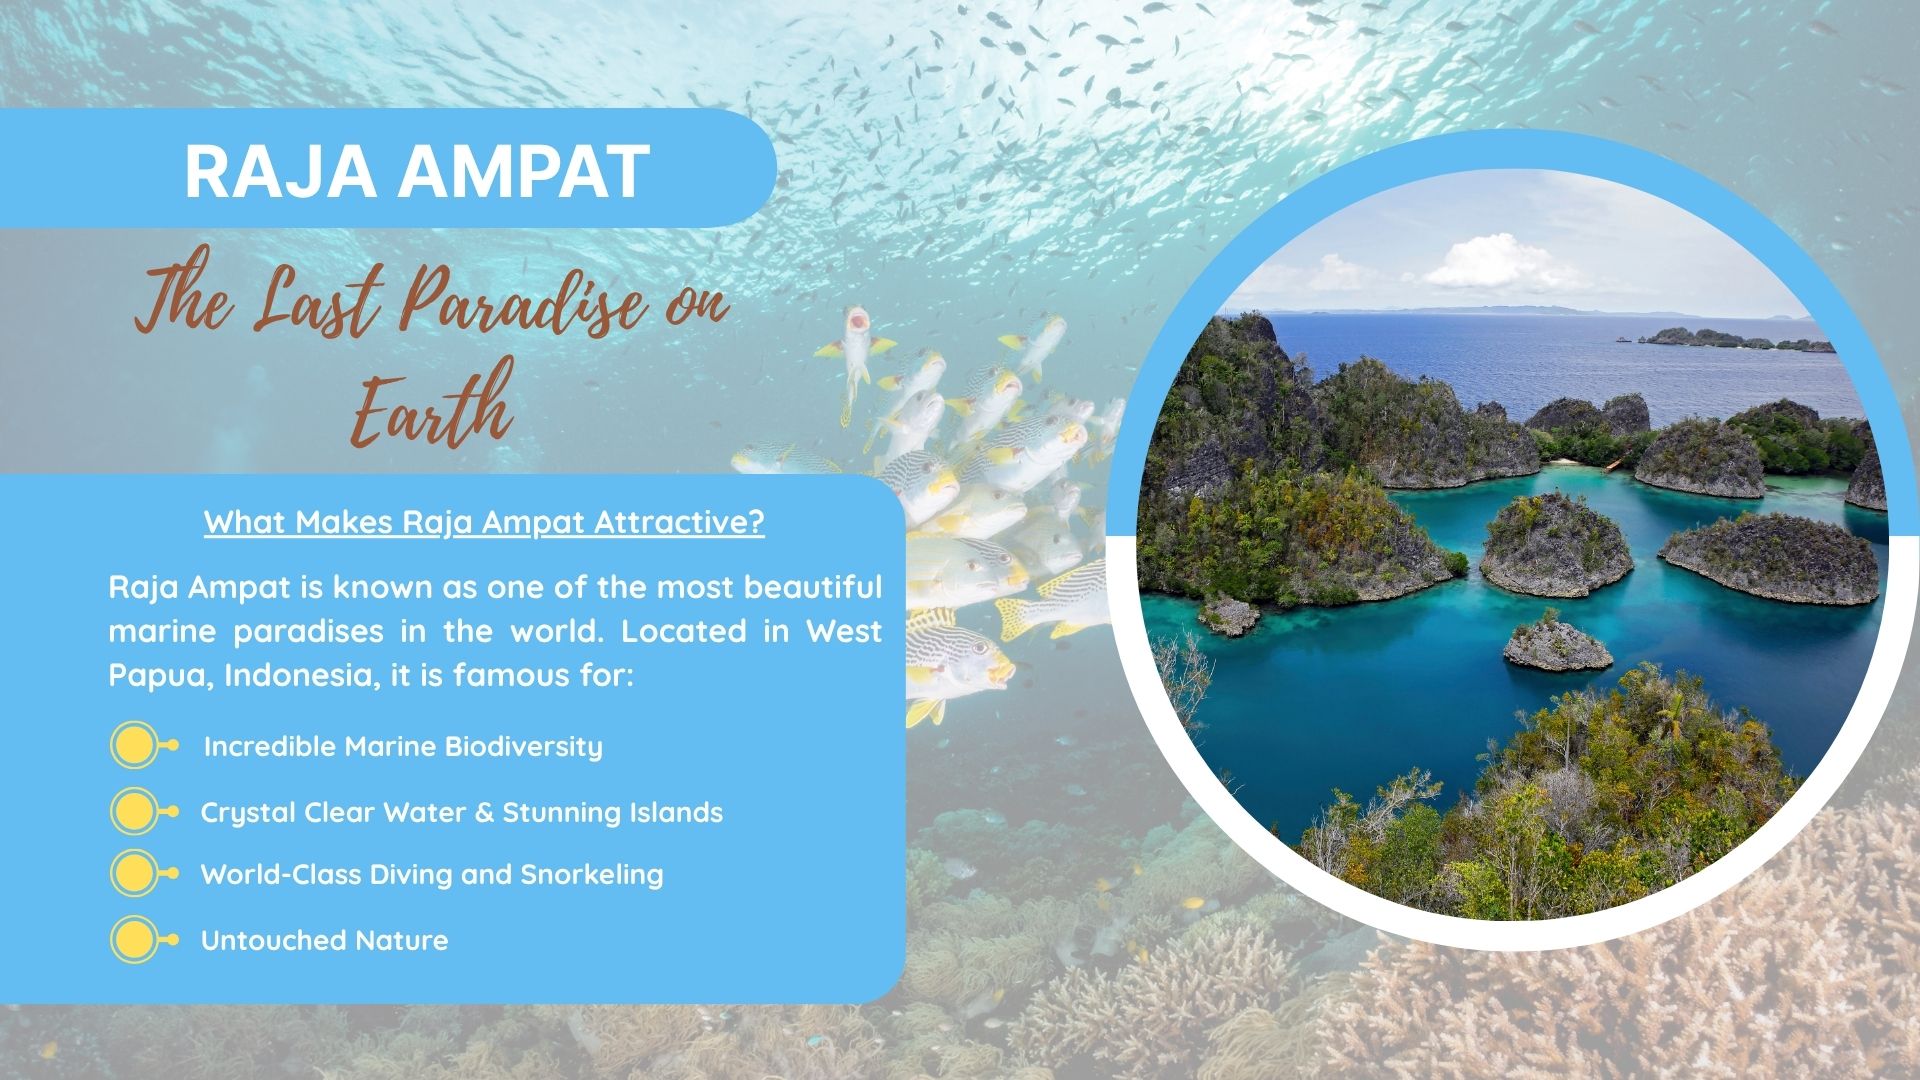 RAJA AMPAT
The Last Paradise on
Earth
What Makes Raja Ampat Attractive?
Raja Ampat is known as one of the most beautiful
marine paradises in the world. Located in West
Papua, Indonesia, it is famous for:
Incredible Marine Biodiversity
Crystal Clear Water & Stunning Islands
World-Class Diving and Snorkeling
Untouched Nature